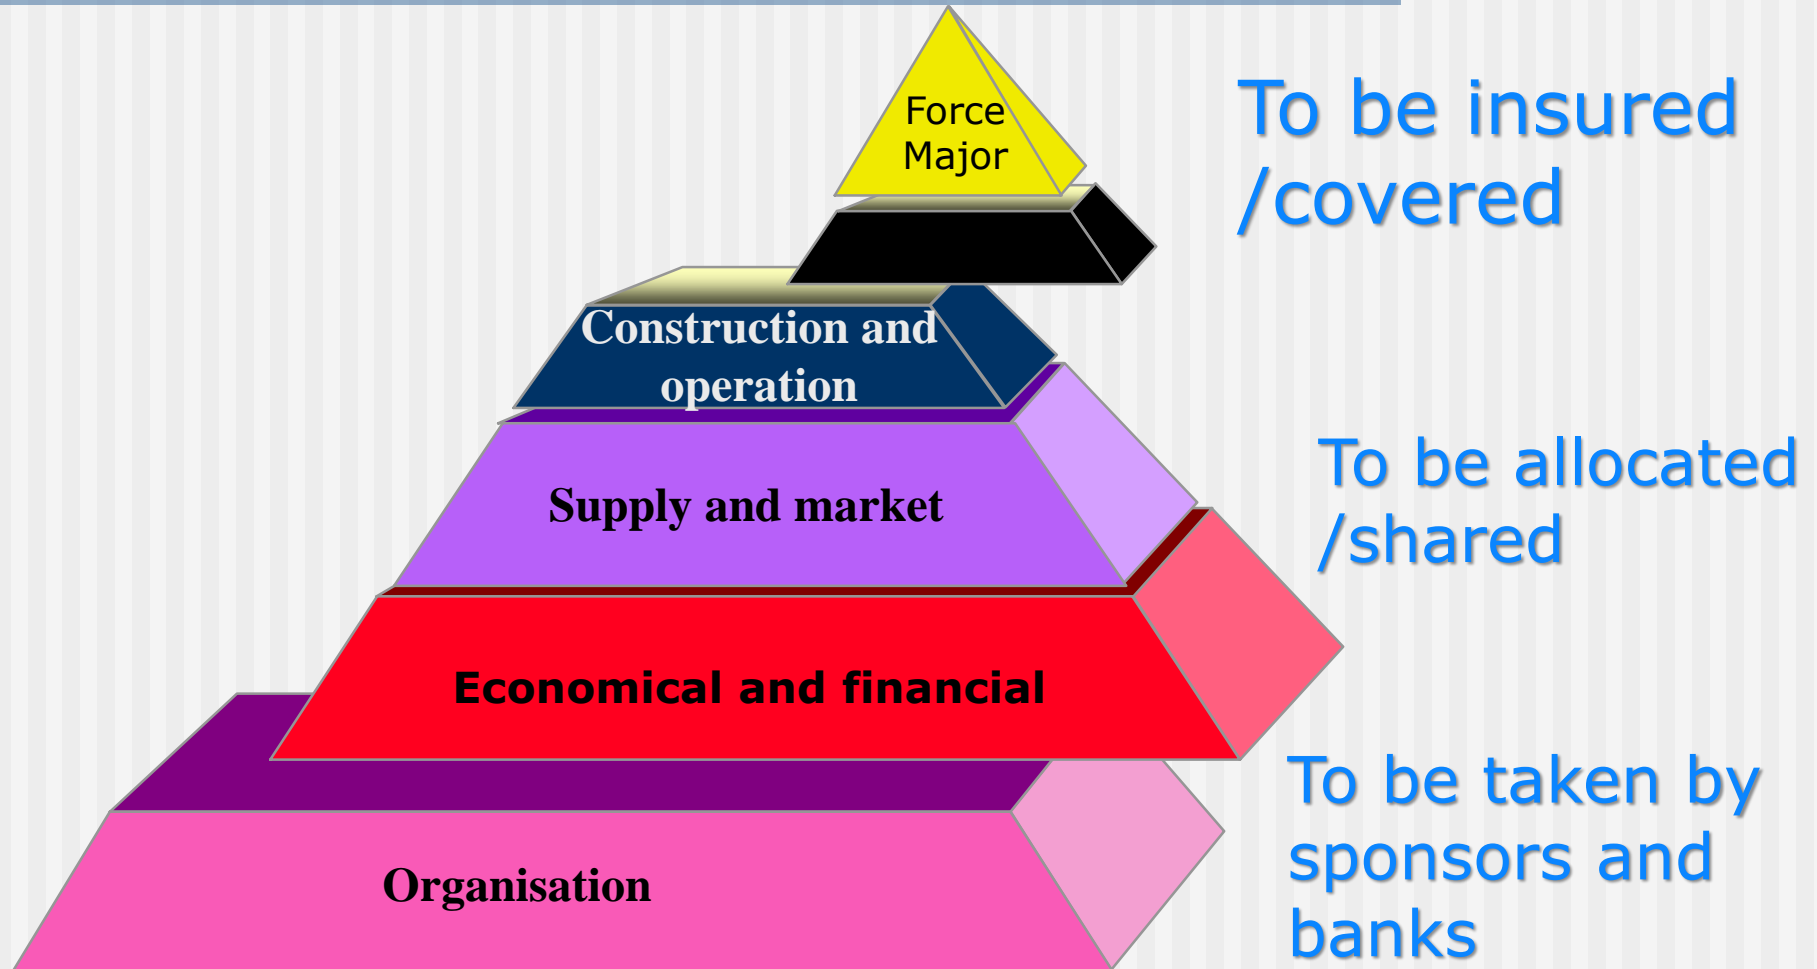 Force
Major
To be insured
/covered
Construction and
operation
Supply and market
To be allocated
/shared
Economical and financial
Organisation
To be taken by
sponsors and
banks